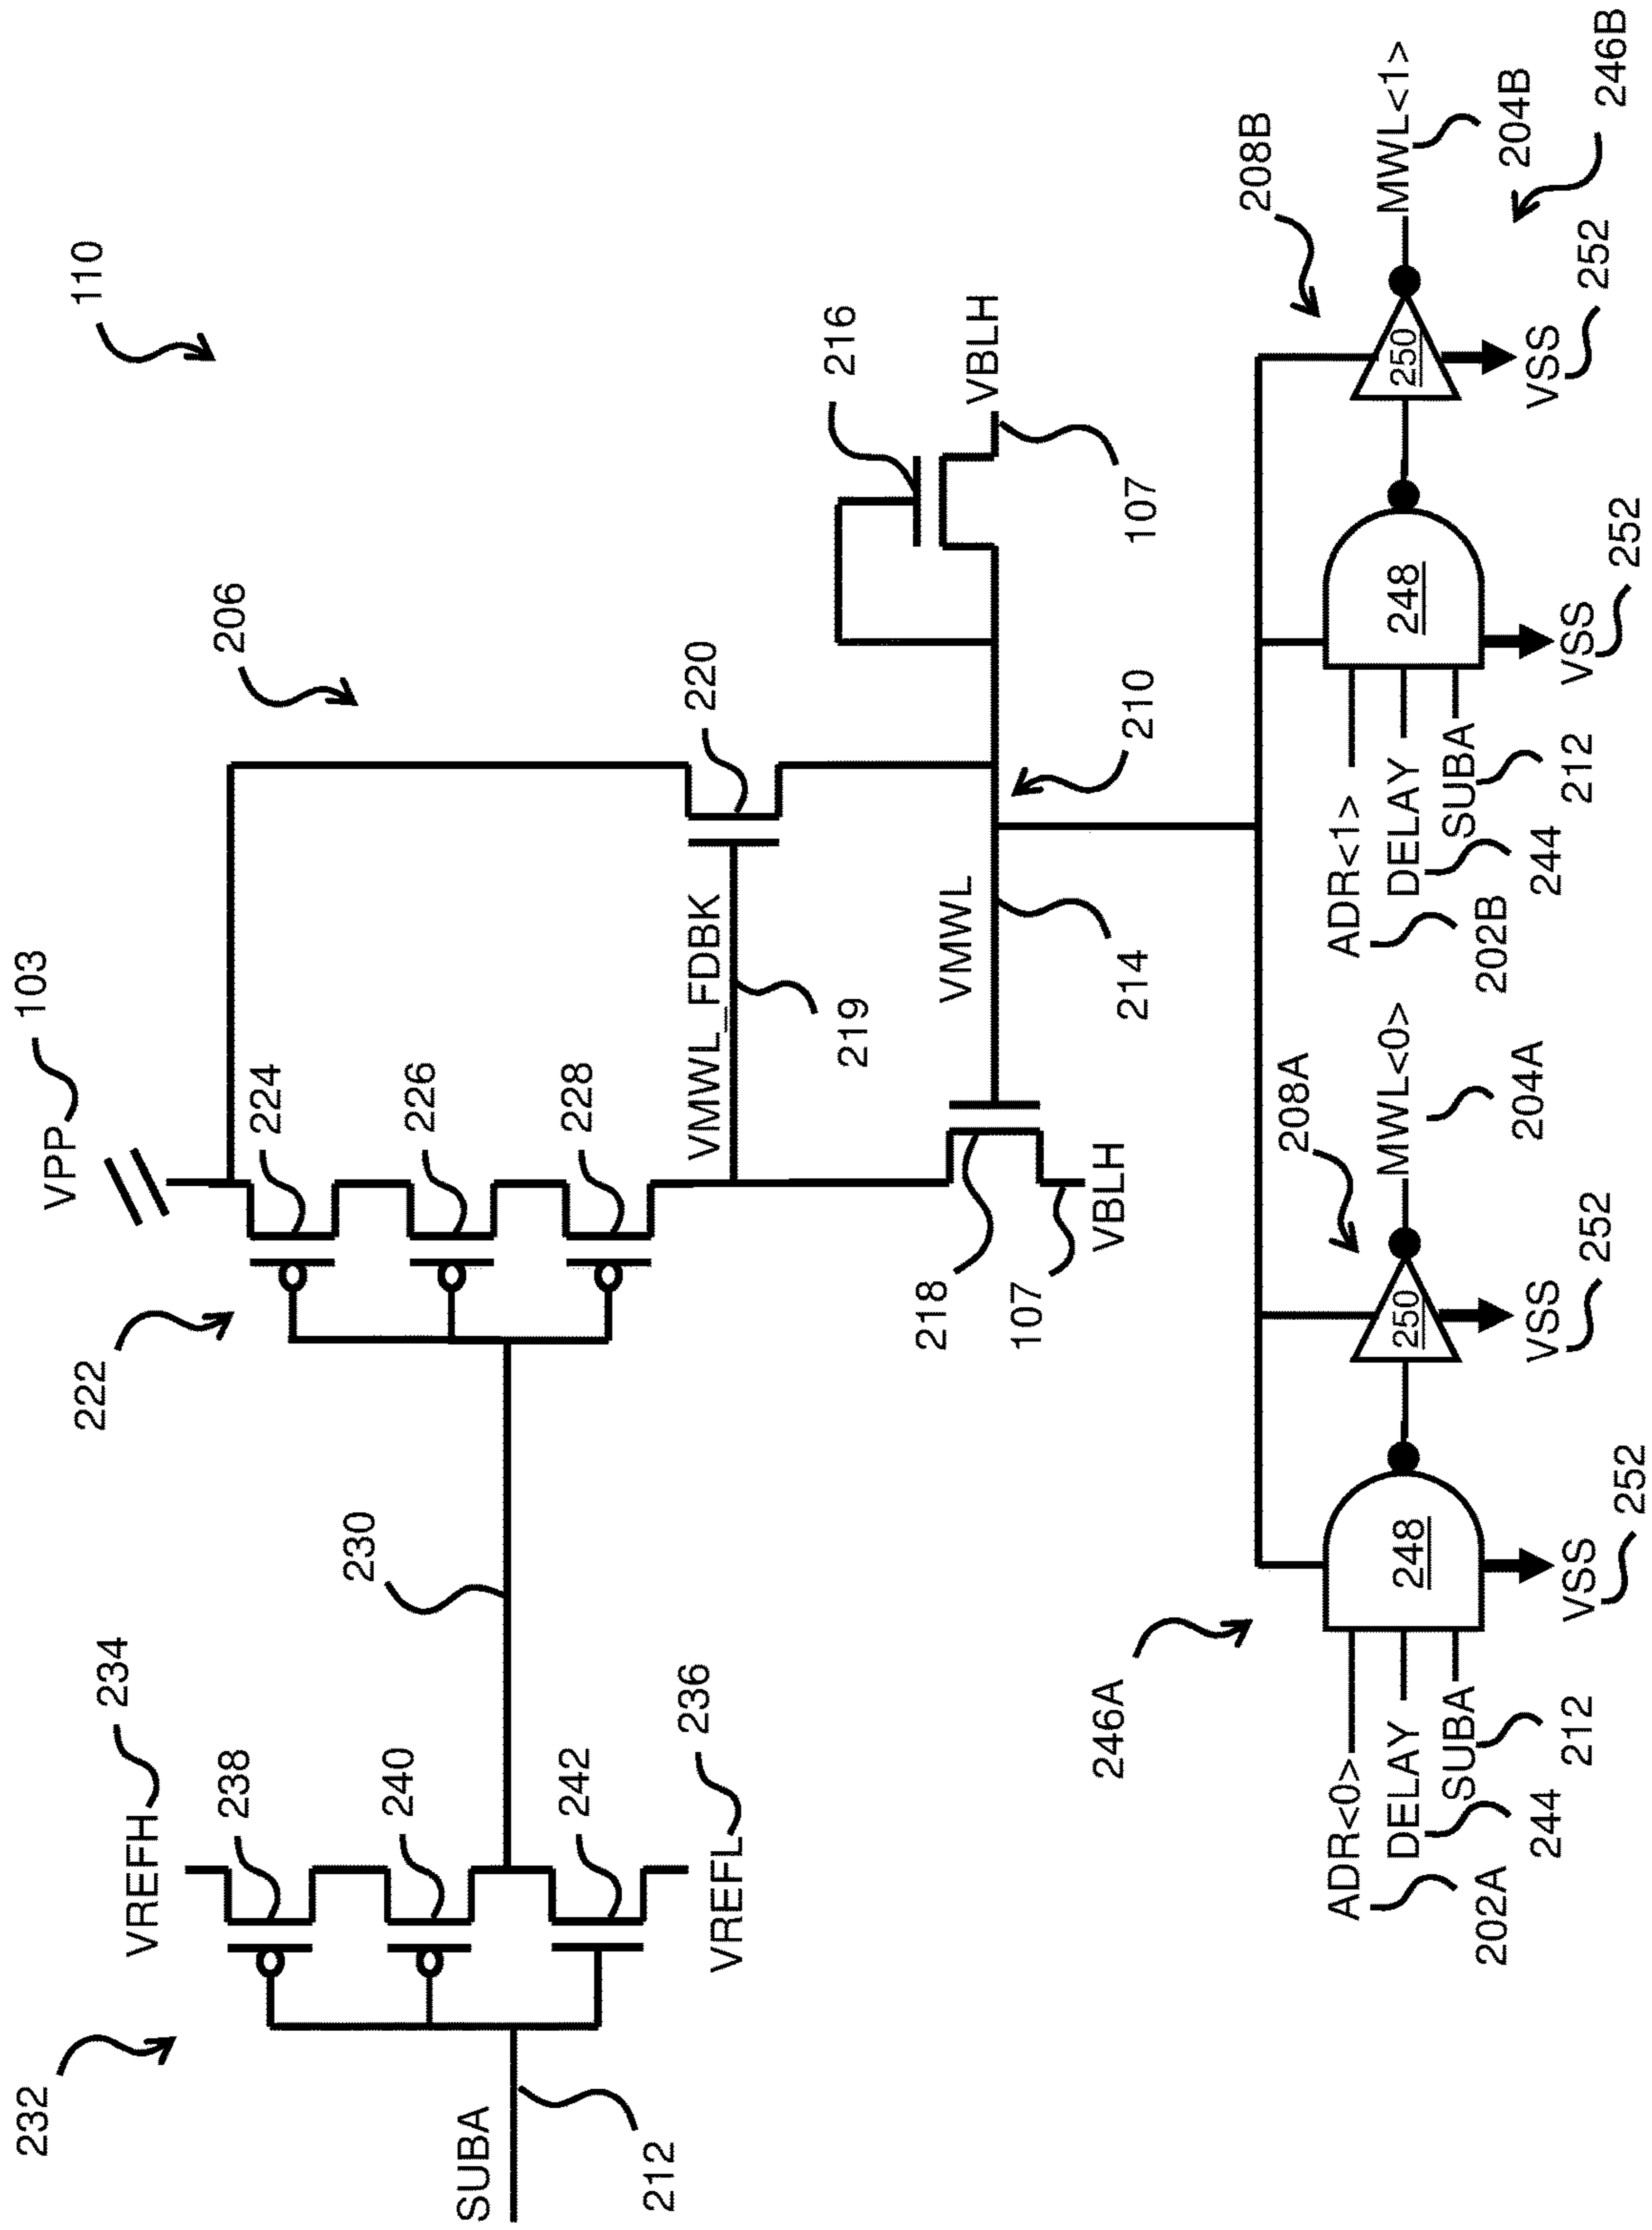 232
VPP 103
234
222
110
VREFH
238
224
206
230
240
226
SUBA
242
228
212
236
VREFL
VMWL_FDBK
220
219
216
218
VMWL
VBLH
107
VBLH
214
210
107
246A
208A
208B
ADR<0>
MWL<0>
ADR<1>
MWL<1>
DELAY
248
250
DELAY
248
250
SUBA
SUBA
202A
204A
202B
204B
244
VSS
244
VSS
212
VSS
252
212
VSS
252
246B
252
252